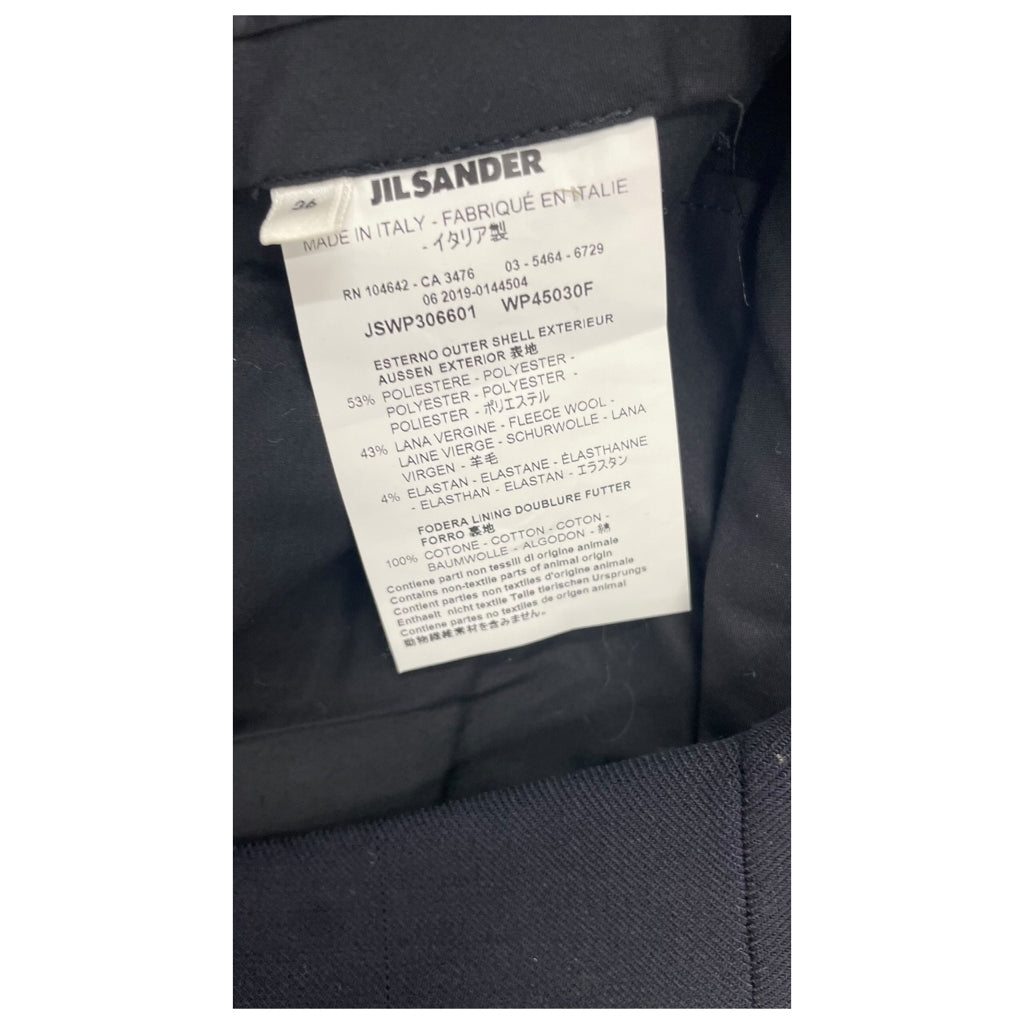 JIL SANDER
36
MADE IN ITALY - FABRIQUÉ EN ITALIE
- イタリア製
RN 104642 - CA 3476 03 - 5464 - 6729
06 2019-0144504
JSWP306601 WP45030F
ESTERNO OUTER SHELL EXTERIEUR
AUSSEN EXTERIOR 表地
53% POLIESTERE - POLYESTER -
POLYESTER - POLYESTER -
POLIESTER - ポリエステル
43% LANA VERGINE - FLEECE WOOL -
LAINE VIERGE - SCHURWOLLE - LANA
VIRGEN - 羊毛
4% ELASTAN - ELASTANE - ÉLASTHANNE
- ELASTHAN - ELASTAN - エラスタン
FODERA LINING DOUBLURE FUTTER
FORRO 裏地
100% COTONE - COTTON - COTON -
BAUMWOLLE - ALGODON - 綿
Contiene parti non tessili di origine animale
Contains non-textile parts of animal origin
Contient parties non textiles d'origine animale
Enthaelt nicht textile Teile tierischen Ursprungs
Contiene partes no textiles de origen animal
動物繊維素材を含みません。